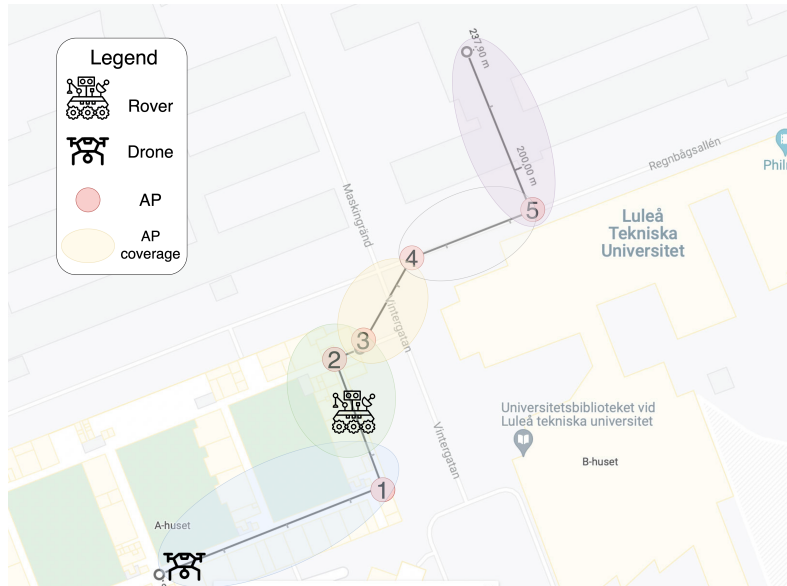 Legend
Rover
Drone
AP
AP
coverage
237,90 m
200,00 m
Regnbågsallén
Maskingränd
Luleå
Tekniska
Universitet
5
4
Vintergatan
3
2
Universitetsbiblioteket vid
Luleå tekniska universitet
Vintergatan
B-huset
1
A-huset